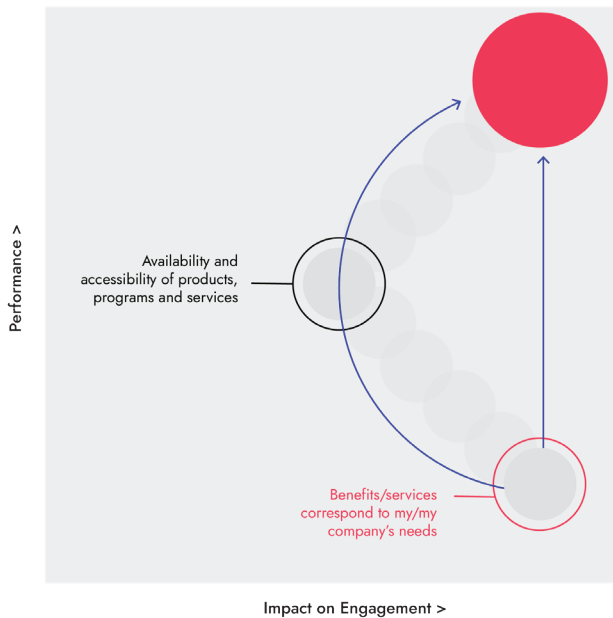 Performance >
Availability and
accessibility of products,
programs and services
Benefits/services
correspond to my/my
company's needs
Impact on Engagement >